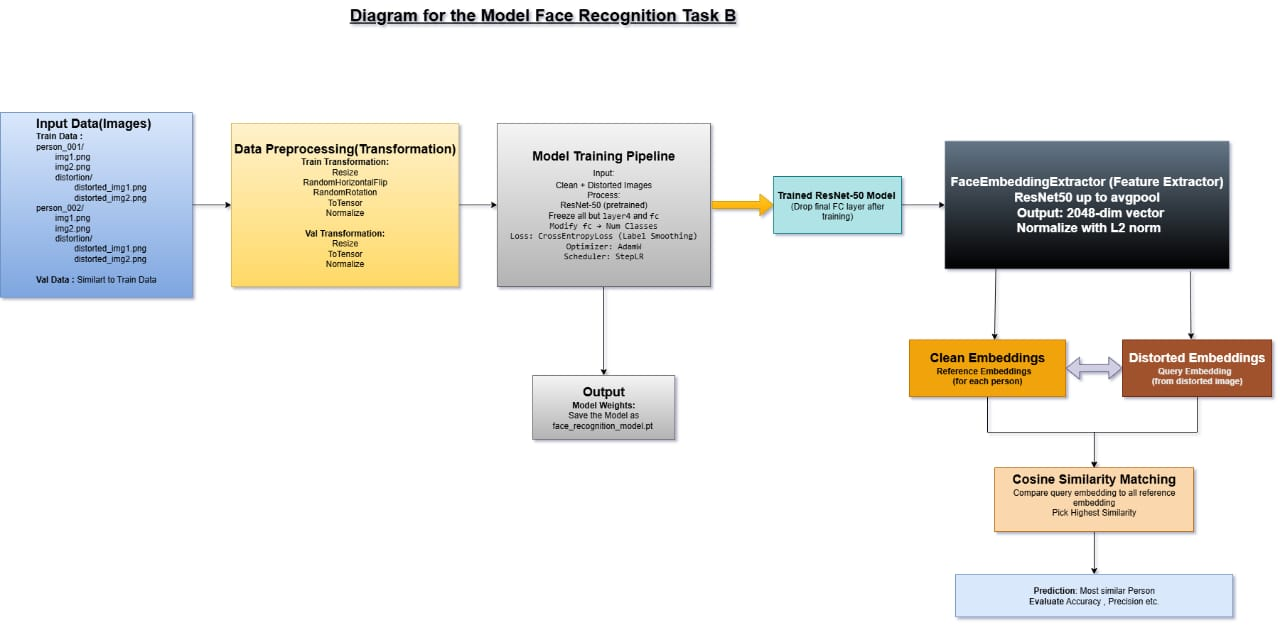 Diagram for the Model Face Recognition Task B
Input Data(Images)
Train Data :
person_001/
img1.png
img2.png
distortion/
distorted_img1.png
distorted_img2.png
person_002/
img1.png
img2.png
distortion/
distorted_img1.png
distorted_img2.png
Val Data : Similart to Train Data
Data Preprocessing(Transformation)
Train Transformation:
Resize
RandomHorizontalFlip
RandomRotation
ToTensor
Normalize
Val Transformation:
Resize
ToTensor
Normalize
Model Training Pipeline
Input:
Clean + Distorted Images
Process:
ResNet-50 (pretrained)
Freeze all but layer4 and fc
Modify fc → Num Classes
Loss: CrossEntropyLoss (Label Smoothing)
Optimizer: AdamW
Scheduler: StepLR
Output
Model Weights:
Save the Model as
face_recognition_model.pt
Trained ResNet-50 Model
(Drop final FC layer after
training)
FaceEmbeddingExtractor (Feature Extractor)
ResNet50 up to avgpool
Output: 2048-dim vector
Normalize with L2 norm
Clean Embeddings
Reference Embeddings
(for each person)
Distorted Embeddings
Query Embedding
(from distorted image)
Cosine Similarity Matching
Compare query embedding to all reference
embedding
Pick Highest Similarity
Prediction: Most similar Person
Evaluate Accuracy , Precision etc.